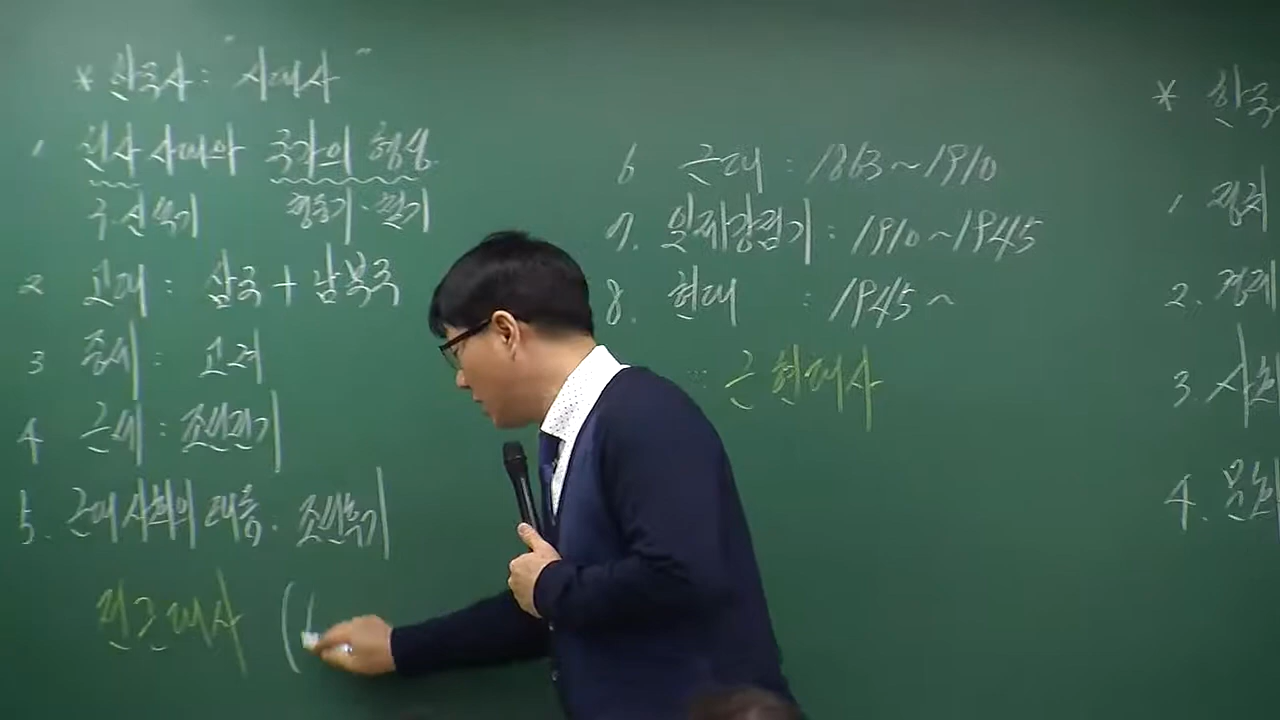 * 한국사 : "시대사"
1 선사시대와 국가의 형성
구·신석기 청동기·철기
2 고대 : 삼국 + 남북국
3 중세 : 고려
4 근세 : 조선전기
5. 근대사회의 태동. 조선후기
전근대사 (
6 근대 : 1863~1910
7. 일제강점기 : 1910~1945
8. 현대 : 1945~
: 근현대사
* 한국
1 정치
2. 경제
3. 사회
4. 문화